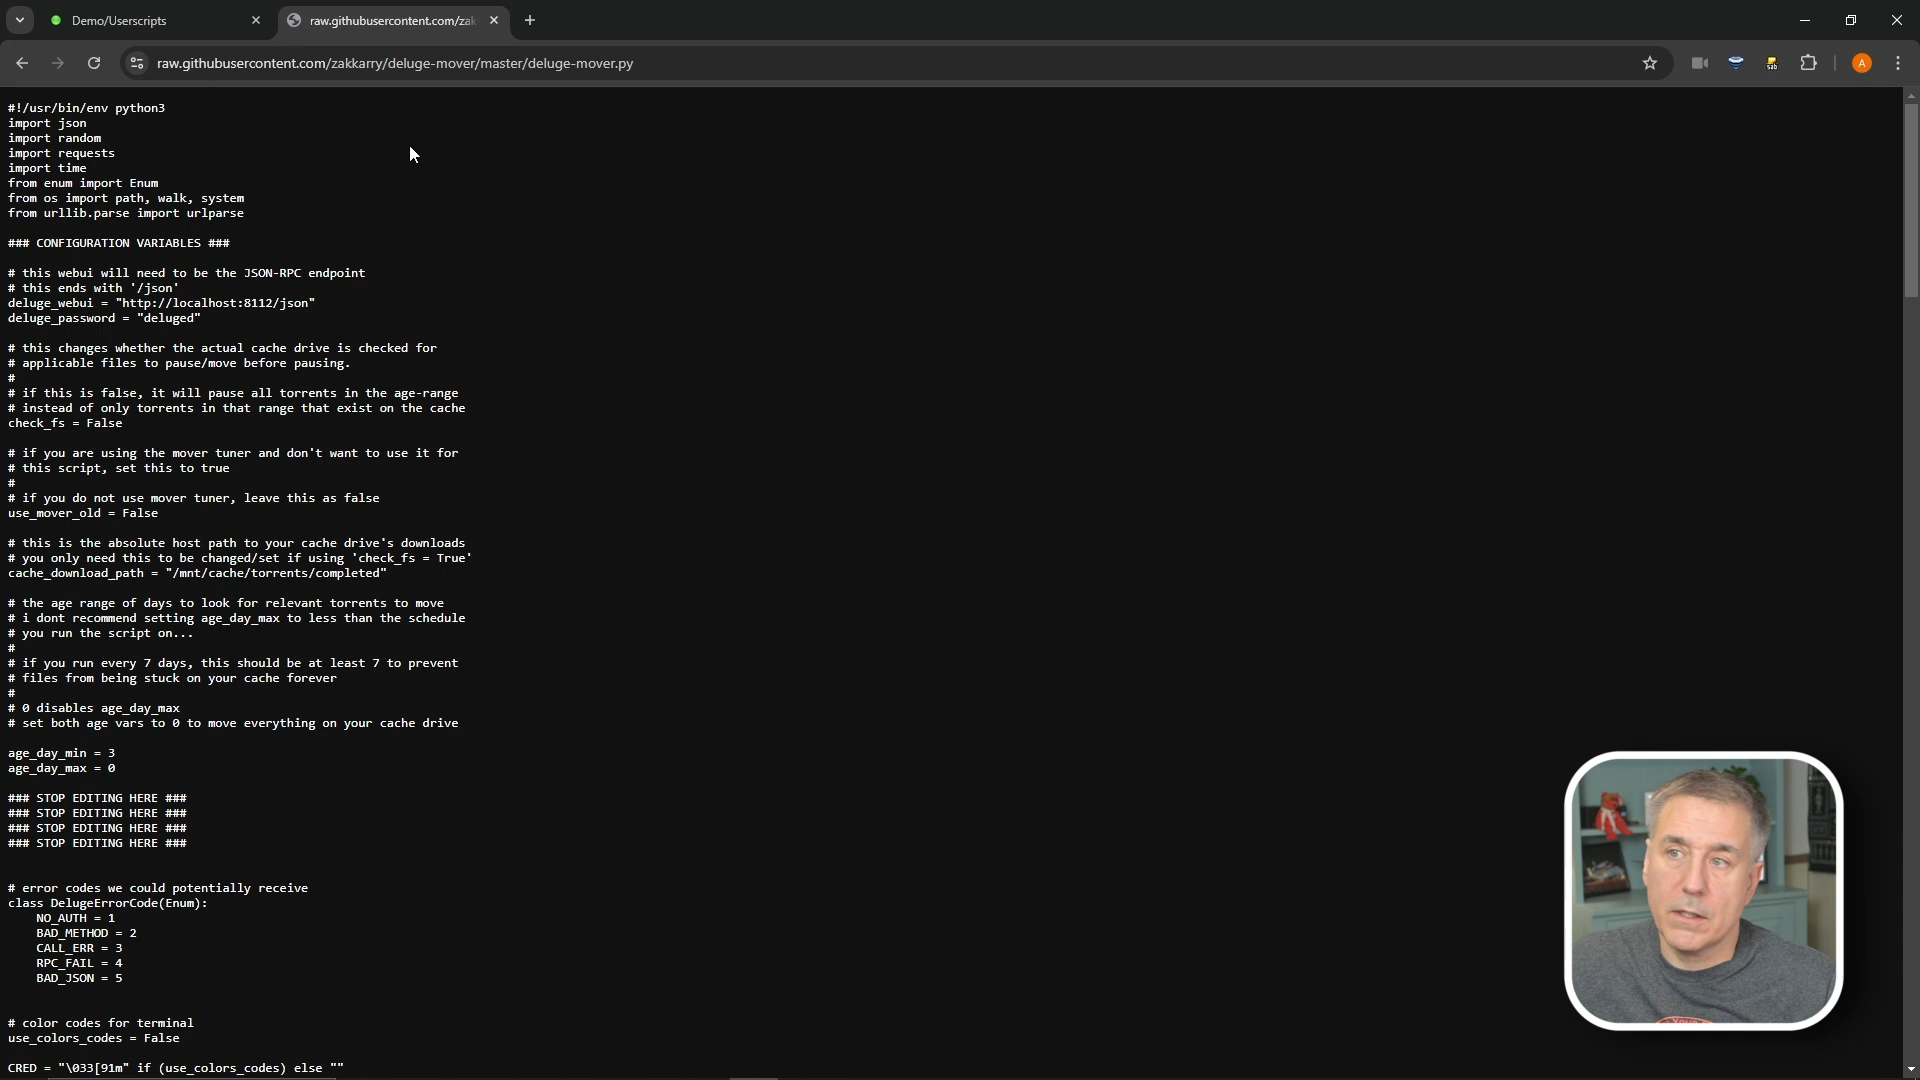 Demo/Userscripts
raw.githubusercontent.com/zak
raw.githubusercontent.com/zakkarry/deluge-mover/master/deluge-mover.py
A
#!/usr/bin/env python3
import json
import random
import requests
import time
from enum import Enum
from os import path, walk, system
from urllib.parse import urlparse
### CONFIGURATION VARIABLES ###
# this webui will need to be the JSON-RPC endpoint
# this ends with '/json'
deluge_webui = "http://localhost:8112/json"
deluge_password = "deluged"
# this changes whether the actual cache drive is checked for
# applicable files to pause/move before pausing.
#
# if this is false, it will pause all torrents in the age-range
# instead of only torrents in that range that exist on the cache
check_fs = False
# if you are using the mover tuner and don't want to use it for
# this script, set this to true
#
# if you do not use mover tuner, leave this as false
use_mover_old = False
# this is the absolute host path to your cache drive's downloads
# you only need this to be changed/set if using 'check_fs = True'
cache_download_path = "/mnt/cache/torrents/completed"
# the age range of days to look for relevant torrents to move
# i dont recommend setting age_day_max to less than the schedule
# you run the script on...
#
# if you run every 7 days, this should be at least 7 to prevent
# files from being stuck on your cache forever
#
# 0 disables age_day_max
# set both age vars to 0 to move everything on your cache drive
age_day_min = 3
age_day_max = 0
### STOP EDITING HERE ###
### STOP EDITING HERE ###
### STOP EDITING HERE ###
### STOP EDITING HERE ###
# error codes we could potentially receive
class DelugeErrorCode(Enum):
    NO_AUTH = 1
    BAD_METHOD = 2
    CALL_ERR = 3
    RPC_FAIL = 4
    BAD_JSON = 5
# color codes for terminal
use_colors_codes = False
CRED = "\033[91m" if (use_colors_codes) else ""